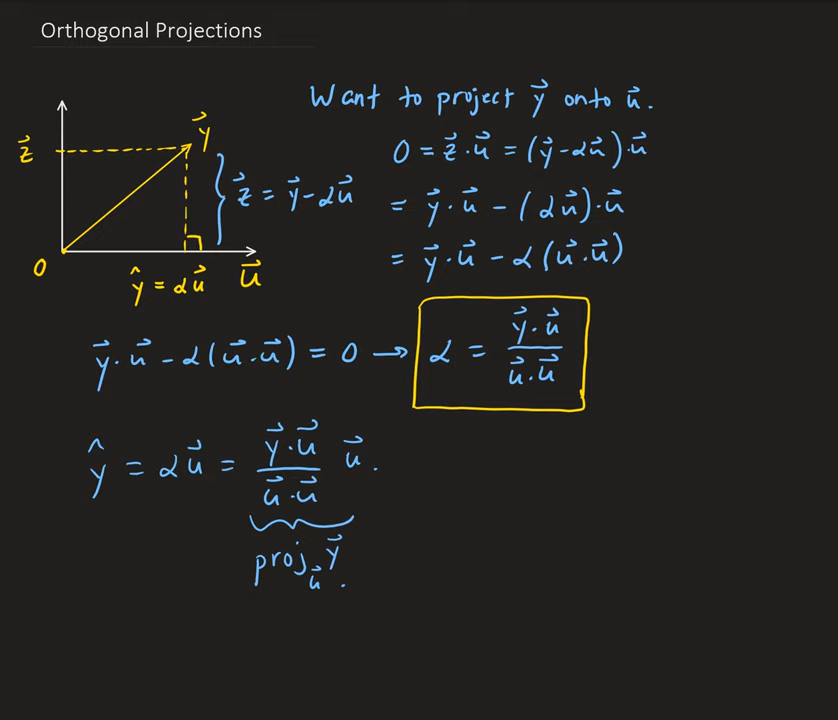 Orthogonal Projections
Want to project y⃗ onto u⃗.
y⃗
z⃗
0 = z⃗ · u⃗ = (y⃗ - αu⃗) · u⃗
z⃗ = y⃗ - αu⃗
= y⃗ · u⃗ - (αu⃗) · u⃗
= y⃗ · u⃗ - α(u⃗ · u⃗)
0
ŷ = αu⃗
u⃗
y⃗ · u⃗ - α(u⃗ · u⃗) = 0 → α = (y⃗ · u⃗)/(u⃗ · u⃗)
ŷ = αu⃗ = (y⃗ · u⃗)/(u⃗ · u⃗) u⃗.
proj_u⃗ y⃗.